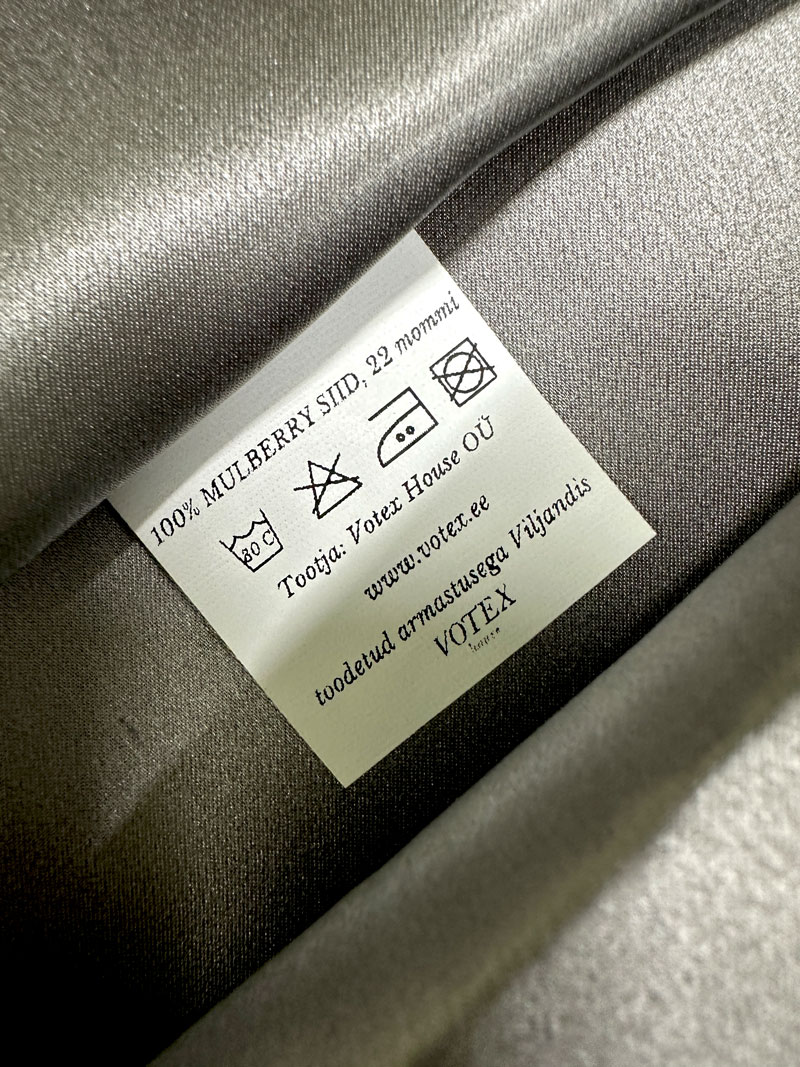 100% MULBERRY SIID, 22 mommi
30 C
Tootja: Votex House OÜ
www.votex.ee
toodetud armastusega Viljandis
VOTEX